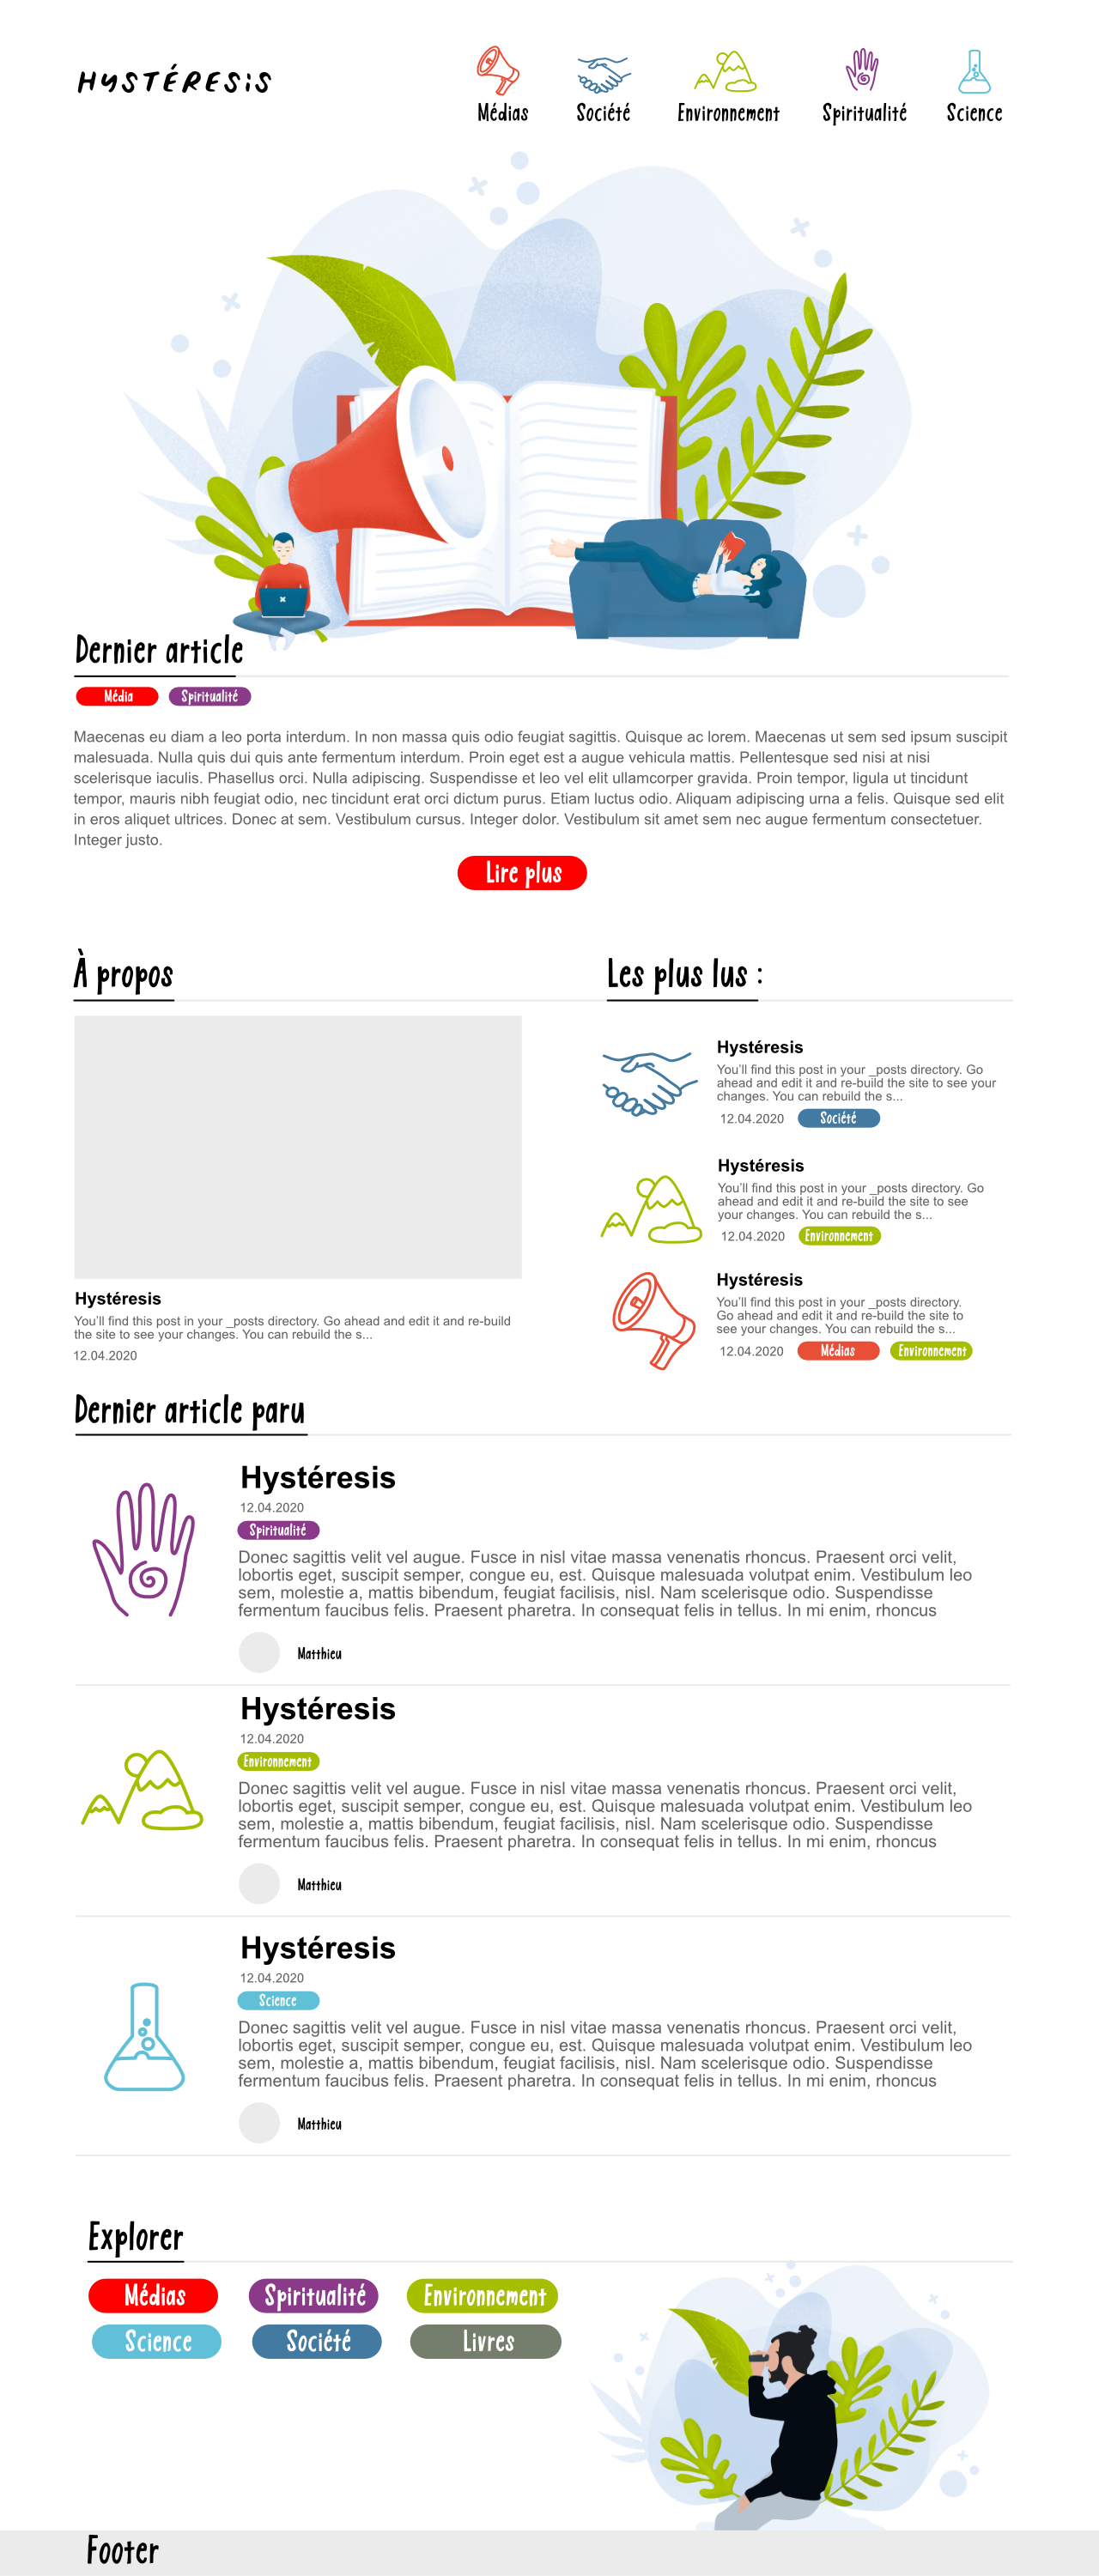 HYSTÉRESIS
Médias Société Environnement Spiritualité Science
Dernier article
Média Spiritualité
Maecenas eu diam a leo porta interdum. In non massa quis odio feugiat sagittis. Quisque ac lorem. Maecenas ut sem sed ipsum suscipit
malesuada. Nulla quis dui quis ante fermentum interdum. Proin eget est a augue vehicula mattis. Pellentesque sed nisi at nisi
scelerisque iaculis. Phasellus orci. Nulla adipiscing. Suspendisse et leo vel elit ullamcorper gravida. Proin tempor, ligula ut tincidunt
tempor, mauris nibh feugiat odio, nec tincidunt erat orci dictum purus. Etiam luctus odio. Aliquam adipiscing urna a felis. Quisque sed elit
in eros aliquet ultrices. Donec at sem. Vestibulum cursus. Integer dolor. Vestibulum sit amet sem nec augue fermentum consectetuer.
Integer justo.
Lire plus
À propos
Hystéresis
You'll find this post in your _posts directory. Go ahead and edit it and re-build
the site to see your changes. You can rebuild the s...
12.04.2020
Les plus lus :
Hystéresis
You'll find this post in your _posts directory. Go
ahead and edit it and re-build the site to see your
changes. You can rebuild the s...
12.04.2020 Société
Hystéresis
You'll find this post in your _posts directory. Go
ahead and edit it and re-build the site to see
your changes. You can rebuild the s...
12.04.2020 Environnement
Hystéresis
You'll find this post in your _posts directory.
Go ahead and edit it and re-build the site to
see your changes. You can rebuild the s...
12.04.2020 Médias Environnement
Dernier article paru
Hystéresis
12.04.2020
Spiritualité
Donec sagittis velit vel augue. Fusce in nisl vitae massa venenatis rhoncus. Praesent orci velit,
lobortis eget, suscipit semper, congue eu, est. Quisque malesuada volutpat enim. Vestibulum leo
sem, molestie a, mattis bibendum, feugiat facilisis, nisl. Nam scelerisque odio. Suspendisse
fermentum faucibus felis. Praesent pharetra. In consequat felis in tellus. In mi enim, rhoncus
Matthieu
Hystéresis
12.04.2020
Environnement
Donec sagittis velit vel augue. Fusce in nisl vitae massa venenatis rhoncus. Praesent orci velit,
lobortis eget, suscipit semper, congue eu, est. Quisque malesuada volutpat enim. Vestibulum leo
sem, molestie a, mattis bibendum, feugiat facilisis, nisl. Nam scelerisque odio. Suspendisse
fermentum faucibus felis. Praesent pharetra. In consequat felis in tellus. In mi enim, rhoncus
Matthieu
Hystéresis
12.04.2020
Science
Donec sagittis velit vel augue. Fusce in nisl vitae massa venenatis rhoncus. Praesent orci velit,
lobortis eget, suscipit semper, congue eu, est. Quisque malesuada volutpat enim. Vestibulum leo
sem, molestie a, mattis bibendum, feugiat facilisis, nisl. Nam scelerisque odio. Suspendisse
fermentum faucibus felis. Praesent pharetra. In consequat felis in tellus. In mi enim, rhoncus
Matthieu
Explorer
Médias Spiritualité Environnement
Science Société Livres
Footer